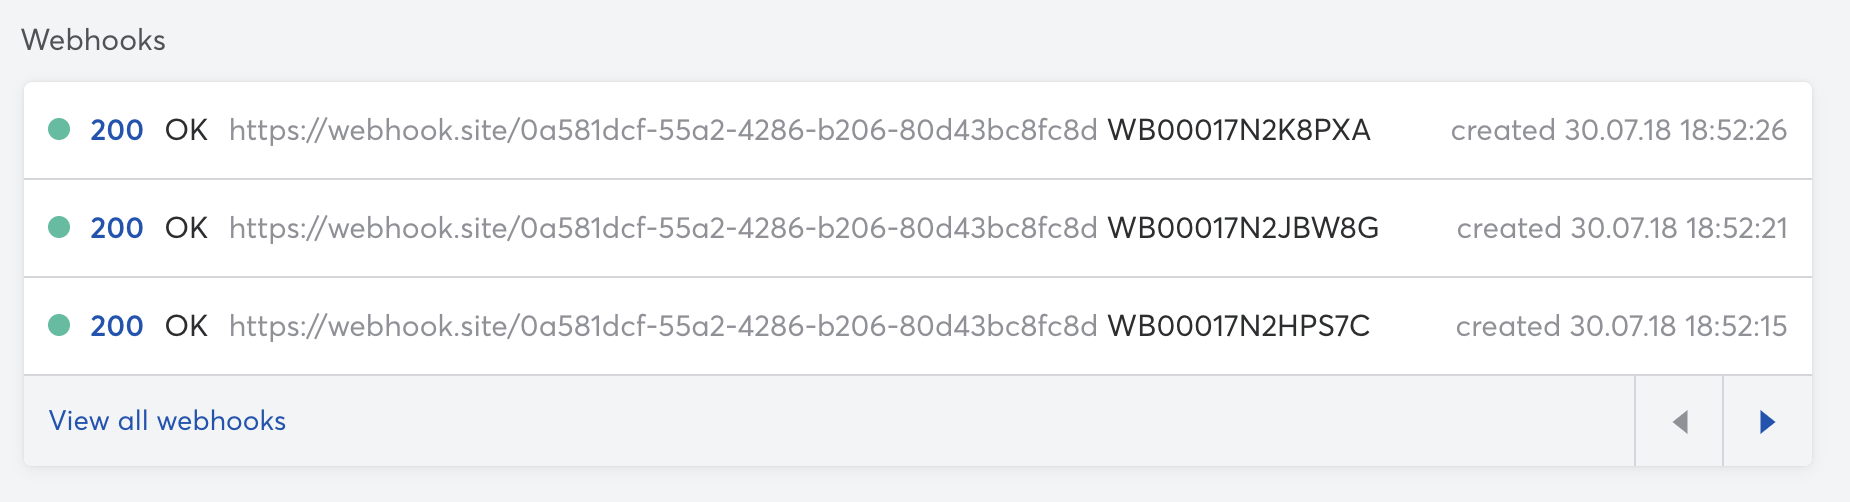 Webhooks
200 OK https://webhook.site/0a581dcf-55a2-4286-b206-80d43bc8fc8d WB00017N2K8PXA created 30.07.18 18:52:26
200 OK https://webhook.site/0a581dcf-55a2-4286-b206-80d43bc8fc8d WB00017N2JBW8G created 30.07.18 18:52:21
200 OK https://webhook.site/0a581dcf-55a2-4286-b206-80d43bc8fc8d WB00017N2HPS7C created 30.07.18 18:52:15
View all webhooks